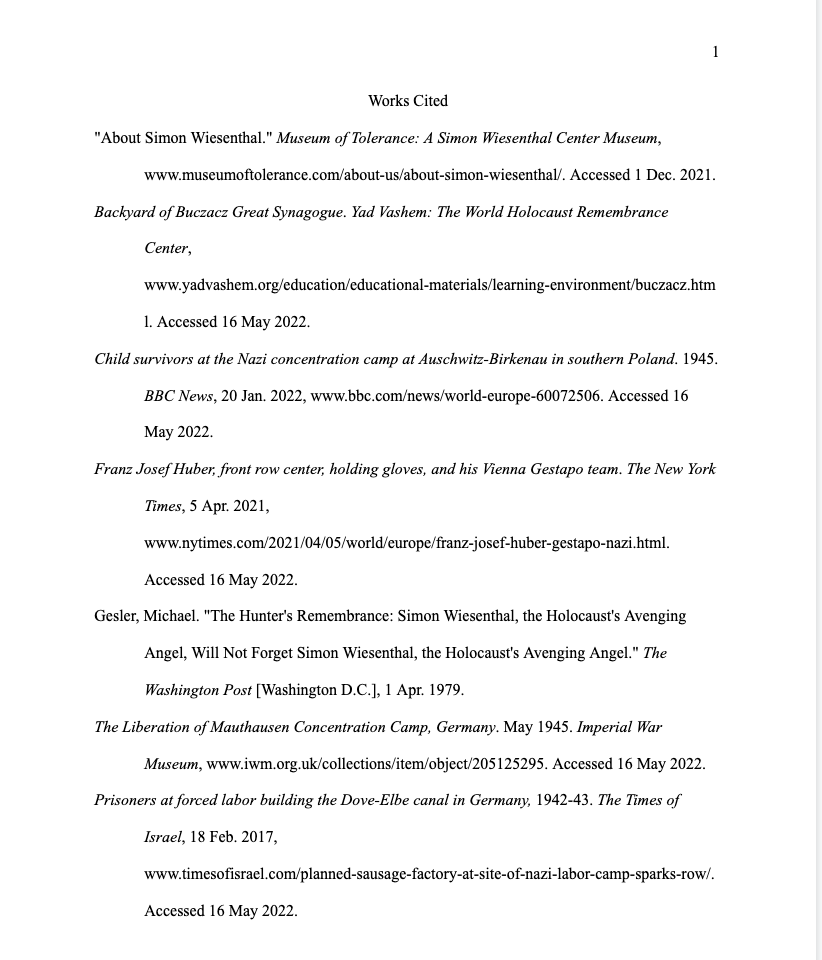 1
Works Cited
"About Simon Wiesenthal." Museum of Tolerance: A Simon Wiesenthal Center Museum,
www.museumoftolerance.com/about-us/about-simon-wiesenthal/. Accessed 1 Dec. 2021.
Backyard of Buczacz Great Synagogue. Yad Vashem: The World Holocaust Remembrance
Center,
www.yadvashem.org/education/educational-materials/learning-environment/buczacz.htm
l. Accessed 16 May 2022.
Child survivors at the Nazi concentration camp at Auschwitz-Birkenau in southern Poland. 1945.
BBC News, 20 Jan. 2022, www.bbc.com/news/world-europe-60072506. Accessed 16
May 2022.
Franz Josef Huber, front row center, holding gloves, and his Vienna Gestapo team. The New York
Times, 5 Apr. 2021,
www.nytimes.com/2021/04/05/world/europe/franz-josef-huber-gestapo-nazi.html.
Accessed 16 May 2022.
Gesler, Michael. "The Hunter's Remembrance: Simon Wiesenthal, the Holocaust's Avenging
Angel, Will Not Forget Simon Wiesenthal, the Holocaust's Avenging Angel." The
Washington Post [Washington D.C.], 1 Apr. 1979.
The Liberation of Mauthausen Concentration Camp, Germany. May 1945. Imperial War
Museum, www.iwm.org.uk/collections/item/object/205125295. Accessed 16 May 2022.
Prisoners at forced labor building the Dove-Elbe canal in Germany, 1942-43. The Times of
Israel, 18 Feb. 2017,
www.timesofisrael.com/planned-sausage-factory-at-site-of-nazi-labor-camp-sparks-row/.
Accessed 16 May 2022.